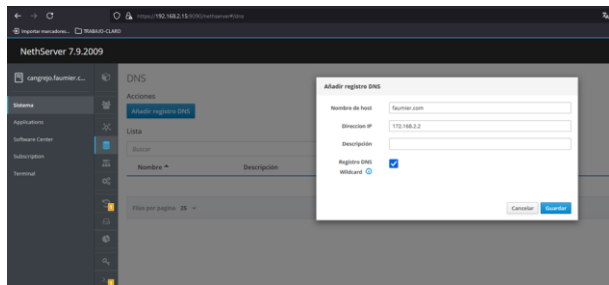 https://192.168.2.15:9090/nethserver#/dns
Importar marcadores...
TRABAJO-CLARO
NethServer 7.9.2009
cangrejo.faumier.c...
Sistema
Applications
Software Center
Subscription
Terminal
DNS
Acciones
Añadir registro DNS
Lista
Buscar
Nombre
Descripción
Filas por pagina 25
Añadir registro DNS
Nombre de host
faumier.com
Direccion IP
172.168.2.2
Descripción
Registro DNS
Wildcard
Cancelar
Guardar